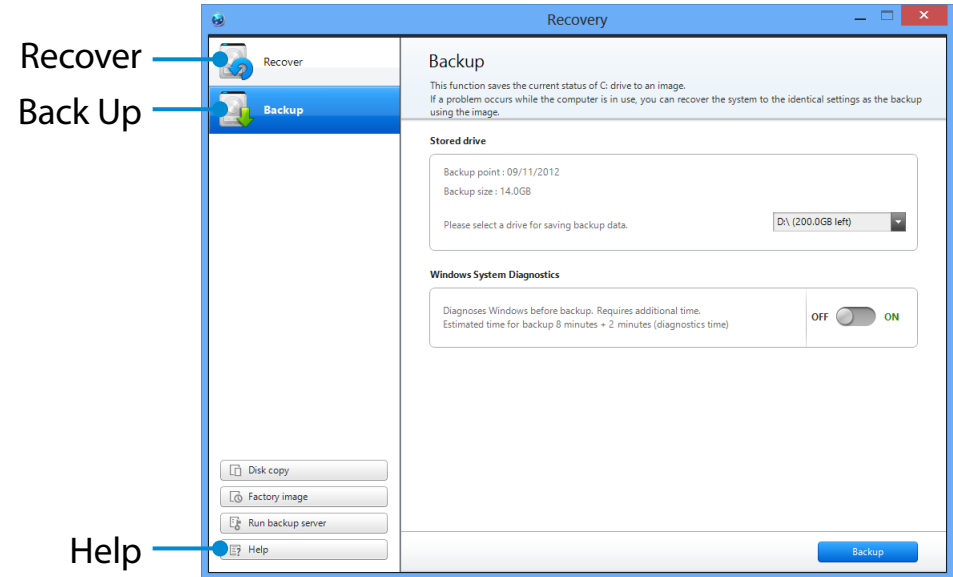 Recovery
Recover
Recover
Backup
This function saves the current status of C: drive to an image.
If a problem occurs while the computer is in use, you can recover the system to the identical settings as the backup
using the image.
Back Up
Backup
Stored drive
Backup point : 09/11/2012
Backup size : 14.0GB
Please select a drive for saving backup data.
D:\ (200.0GB left)
Windows System Diagnostics
Diagnoses Windows before backup. Requires additional time.
Estimated time for backup 8 minutes + 2 minutes (diagnostics time)
OFF
ON
Disk copy
Factory image
Run backup server
Help
Help
Backup